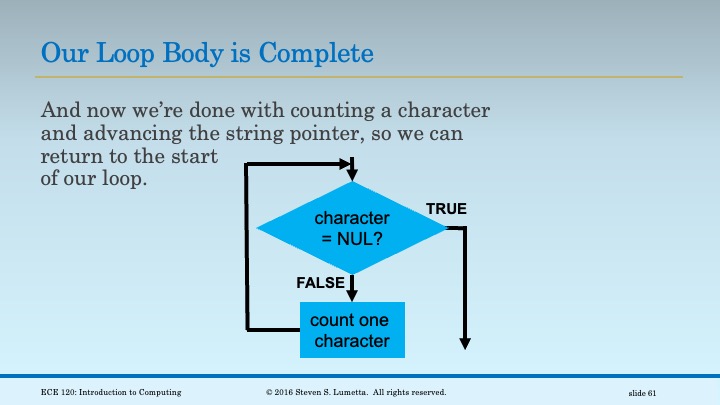 Our Loop Body is Complete
And now we’re done with counting a character
and advancing the string pointer, so we can
return to the start
of our loop.
character
= NUL?
TRUE
FALSE
count one
character
ECE 120: Introduction to Computing
© 2016 Steven S. Lumetta. All rights reserved.
slide 61